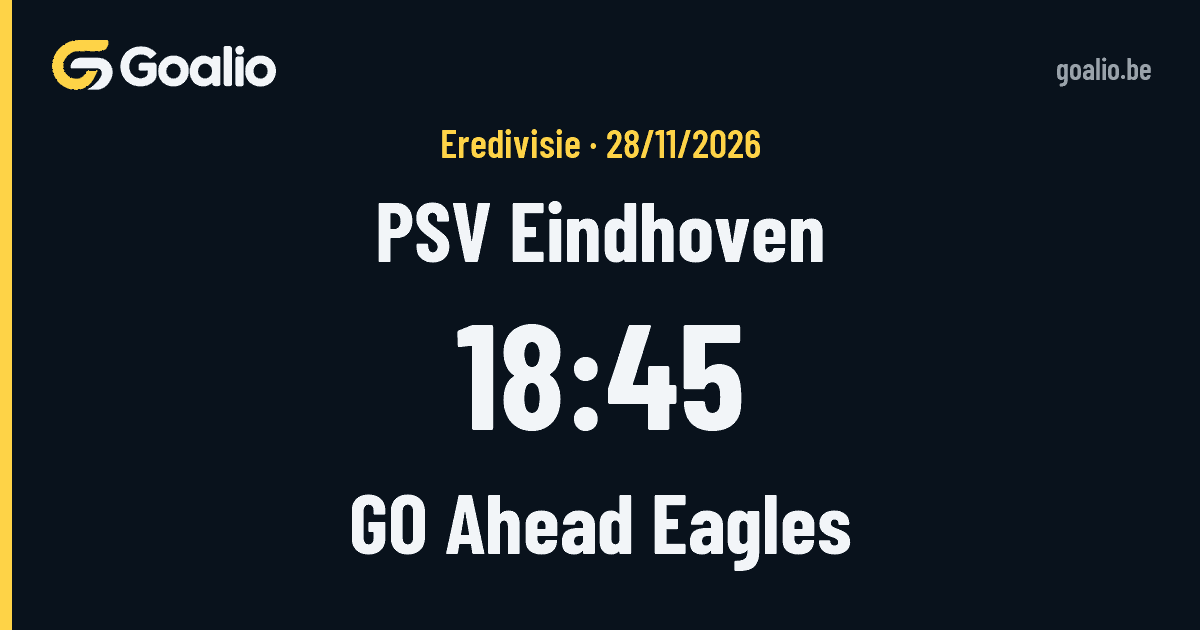 Goalio
goalio.be
Eredivisie · 28/11/2026
PSV Eindhoven
18:45
GO Ahead Eagles